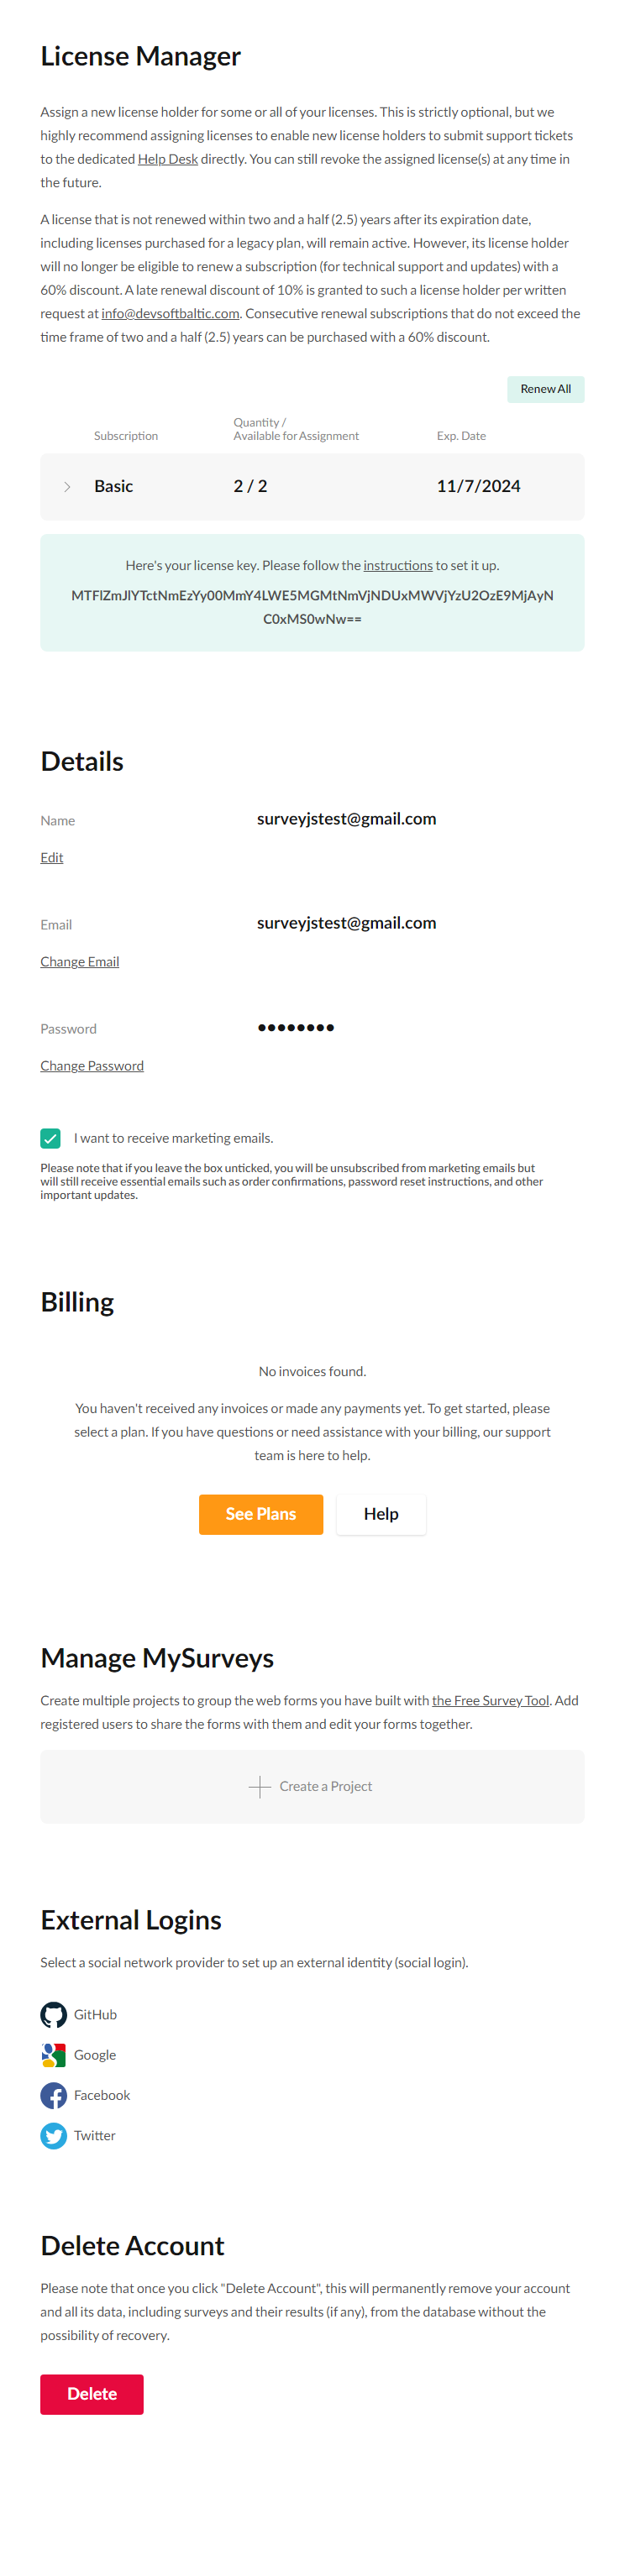 License Manager
Assign a new license holder for some or all of your licenses. This is strictly optional, but we
highly recommend assigning licenses to enable new license holders to submit support tickets
to the dedicated Help Desk directly. You can still revoke the assigned license(s) at any time in
the future.
A license that is not renewed within two and a half (2.5) years after its expiration date,
including licenses purchased for a legacy plan, will remain active. However, its license holder
will no longer be eligible to renew a subscription (for technical support and updates) with a
60% discount. A late renewal discount of 10% is granted to such a license holder per written
request at info@devsoftbaltic.com. Consecutive renewal subscriptions that do not exceed the
time frame of two and a half (2.5) years can be purchased with a 60% discount.
Renew All
Quantity /
Subscription Available for Assignment Exp. Date
Basic 2 / 2 11/7/2024
Here's your license key. Please follow the instructions to set it up.
MTFlZmJlYTctNmEzYy00MmY4LWE5MGMtNmVjNDUxMWVjYzU2OzE9MjAyN
C0xMS0wNw==
Details
Name surveyjstest@gmail.com
Edit
Email surveyjstest@gmail.com
Change Email
Password ••••••••
Change Password
I want to receive marketing emails.
Please note that if you leave the box unticked, you will be unsubscribed from marketing emails but
will still receive essential emails such as order confirmations, password reset instructions, and other
important updates.
Billing
No invoices found.
You haven't received any invoices or made any payments yet. To get started, please
select a plan. If you have questions or need assistance with your billing, our support
team is here to help.
See Plans Help
Manage MySurveys
Create multiple projects to group the web forms you have built with the Free Survey Tool. Add
registered users to share the forms with them and edit your forms together.
Create a Project
External Logins
Select a social network provider to set up an external identity (social login).
GitHub
Google
Facebook
Twitter
Delete Account
Please note that once you click "Delete Account", this will permanently remove your account
and all its data, including surveys and their results (if any), from the database without the
possibility of recovery.
Delete